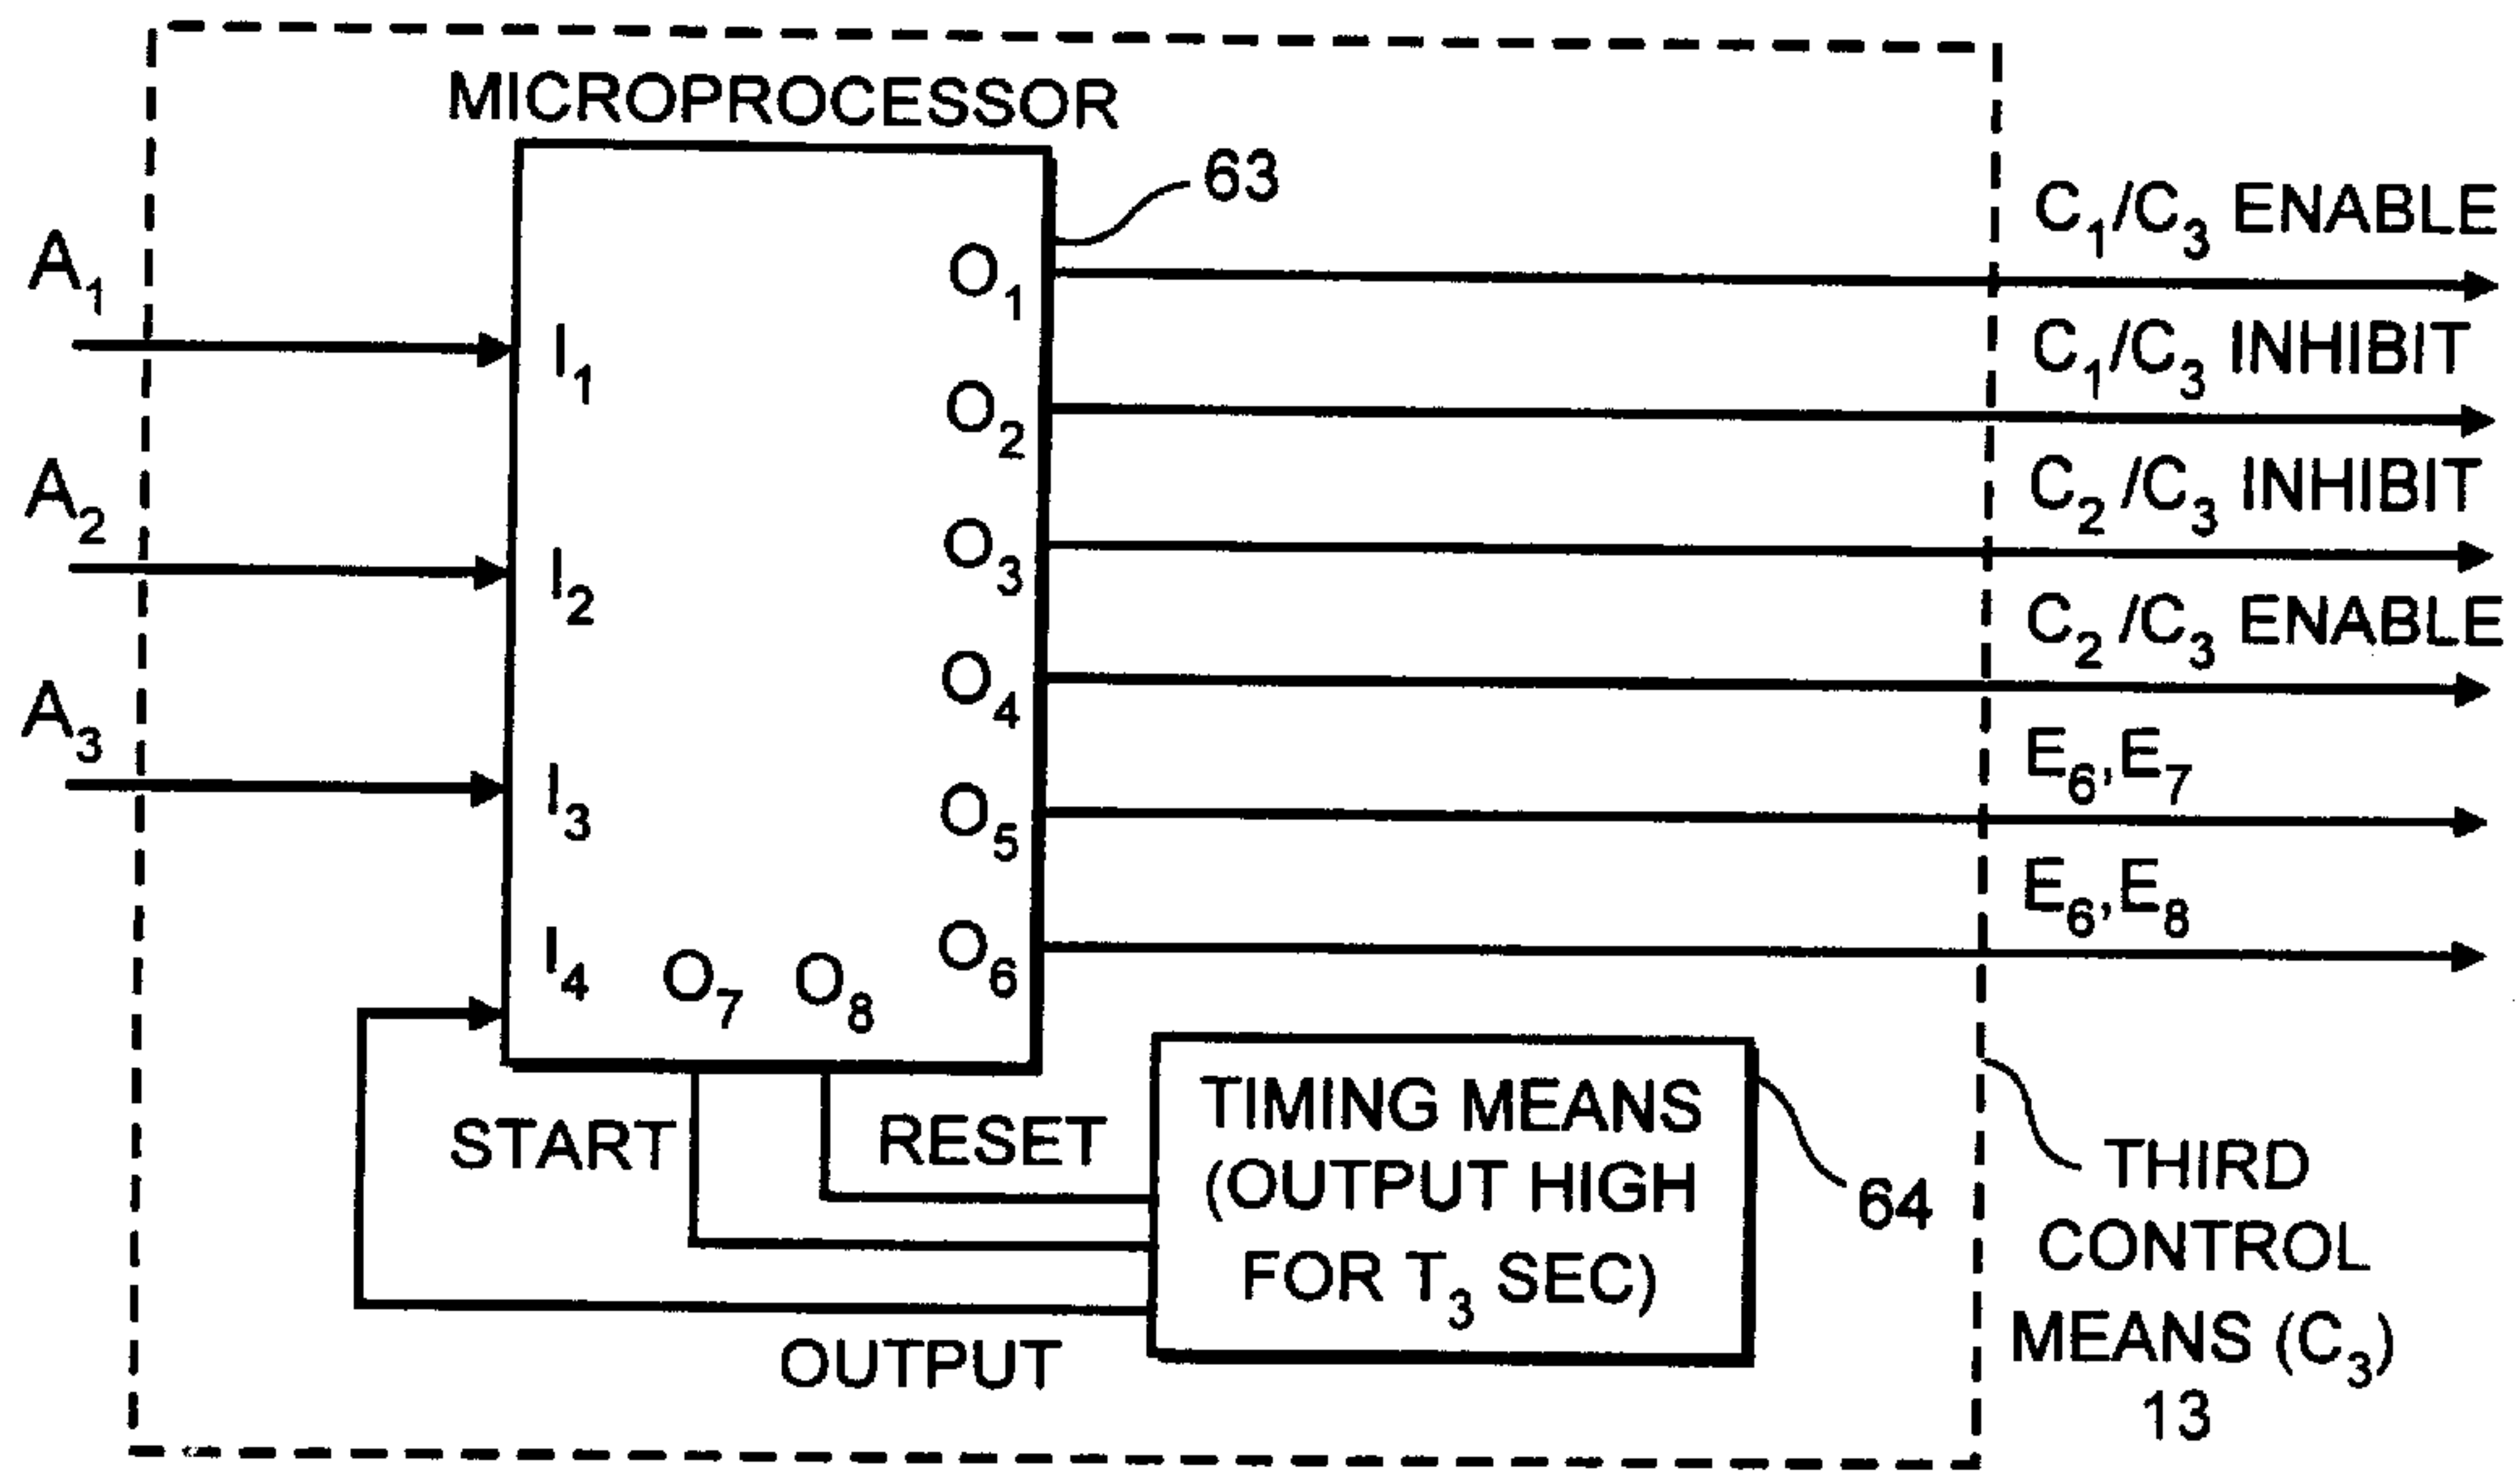 MICROPROCESSOR
63
A₁
A₂
A₃
I₁
I₂
I₃
I₄
O₁
O₂
O₃
O₄
O₅
O₆
O₇
O₈
C₁/C₃ ENABLE
C₁/C₃ INHIBIT
C₂/C₃ INHIBIT
C₂/C₃ ENABLE
E₆,E₇
E₆,E₈
START
RESET
OUTPUT
TIMING MEANS
(OUTPUT HIGH
FOR T₃ SEC)
64
THIRD
CONTROL
MEANS (C₃)
13